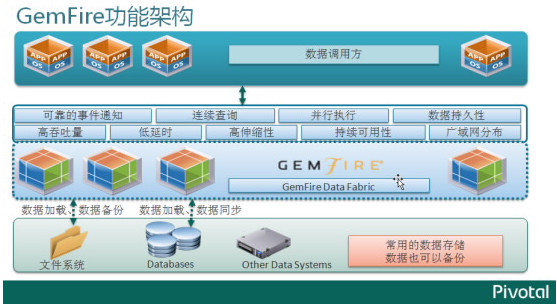 GemFire功能架构
APP OS
APP OS
APP OS
数据调用方
APP OS
可靠的事件通知
连续查询
并行执行
数据持久性
高吞吐量
低延时
高伸缩性
持续可用性
广域网分布
GEMFIRE
GemFire Data Fabric
数据加载、数据备份
数据加载、数据同步
文件系统
Databases
Other Data Systems
常用的数据存储
数据也可以备份
Pivotal